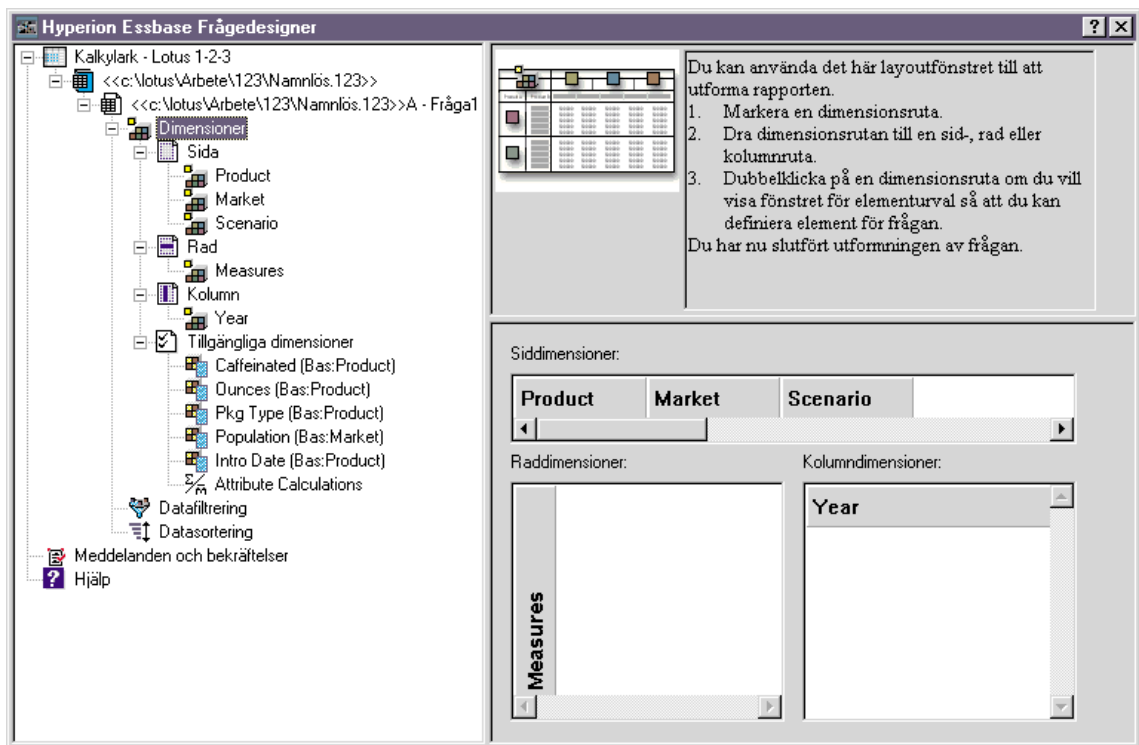 Hyperion Essbase Frågedesigner
Kalkylark - Lotus 1-2-3
<<c:\lotus\Arbete\123\Namnlös.123>>
<<c:\lotus\Arbete\123\Namnlös.123>>A - Fråga1
Dimensioner
Sida
Product
Market
Scenario
Rad
Measures
Kolumn
Year
Tillgängliga dimensioner
Caffeinated (Bas:Product)
Ounces (Bas:Product)
Pkg Type (Bas:Product)
Population (Bas:Market)
Intro Date (Bas:Product)
Attribute Calculations
Datafiltrering
Datasortering
Meddelanden och bekräftelser
Hjälp
Du kan använda det här layoutfönstret till att
utforma rapporten.
1. Markera en dimensionsruta.
2. Dra dimensionsrutan till en sid-, rad eller
kolumnruta.
3. Dubbelklicka på en dimensionsruta om du vill
visa fönstret för elementurval så att du kan
definiera element för frågan.
Du har nu slutfört utformningen av frågan.
Siddimensioner:
Product Market Scenario
Raddimensioner:
Measures
Kolumndimensioner:
Year